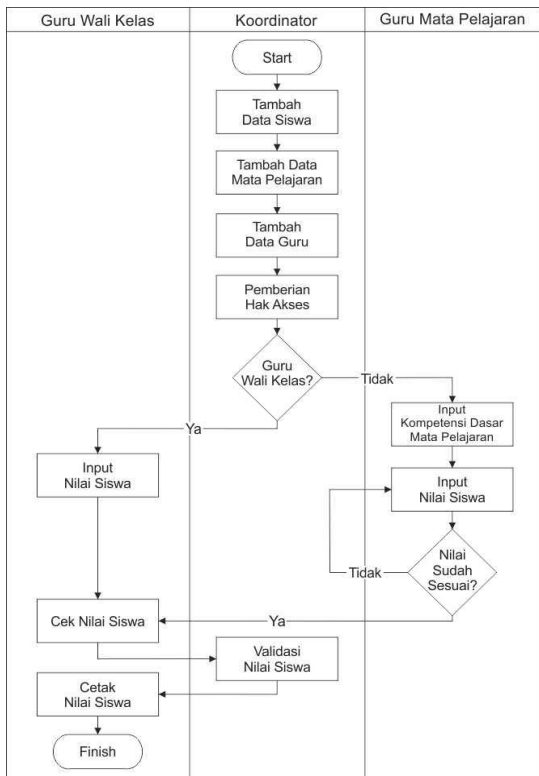 Guru Wali Kelas
Koordinator
Guru Mata Pelajaran
Start
Tambah
Data Siswa
Tambah Data
Mata Pelajaran
Tambah
Data Guru
Pemberian
Hak Akses
Guru
Wali Kelas?
Tidak
Ya
Input
Kompetensi Dasar
Mata Pelajaran
Input
Nilai Siswa
Input
Nilai Siswa
Nilai
Sudah
Sesuai?
Tidak
Ya
Cek Nilai Siswa
Validasi
Nilai Siswa
Cetak
Nilai Siswa
Finish